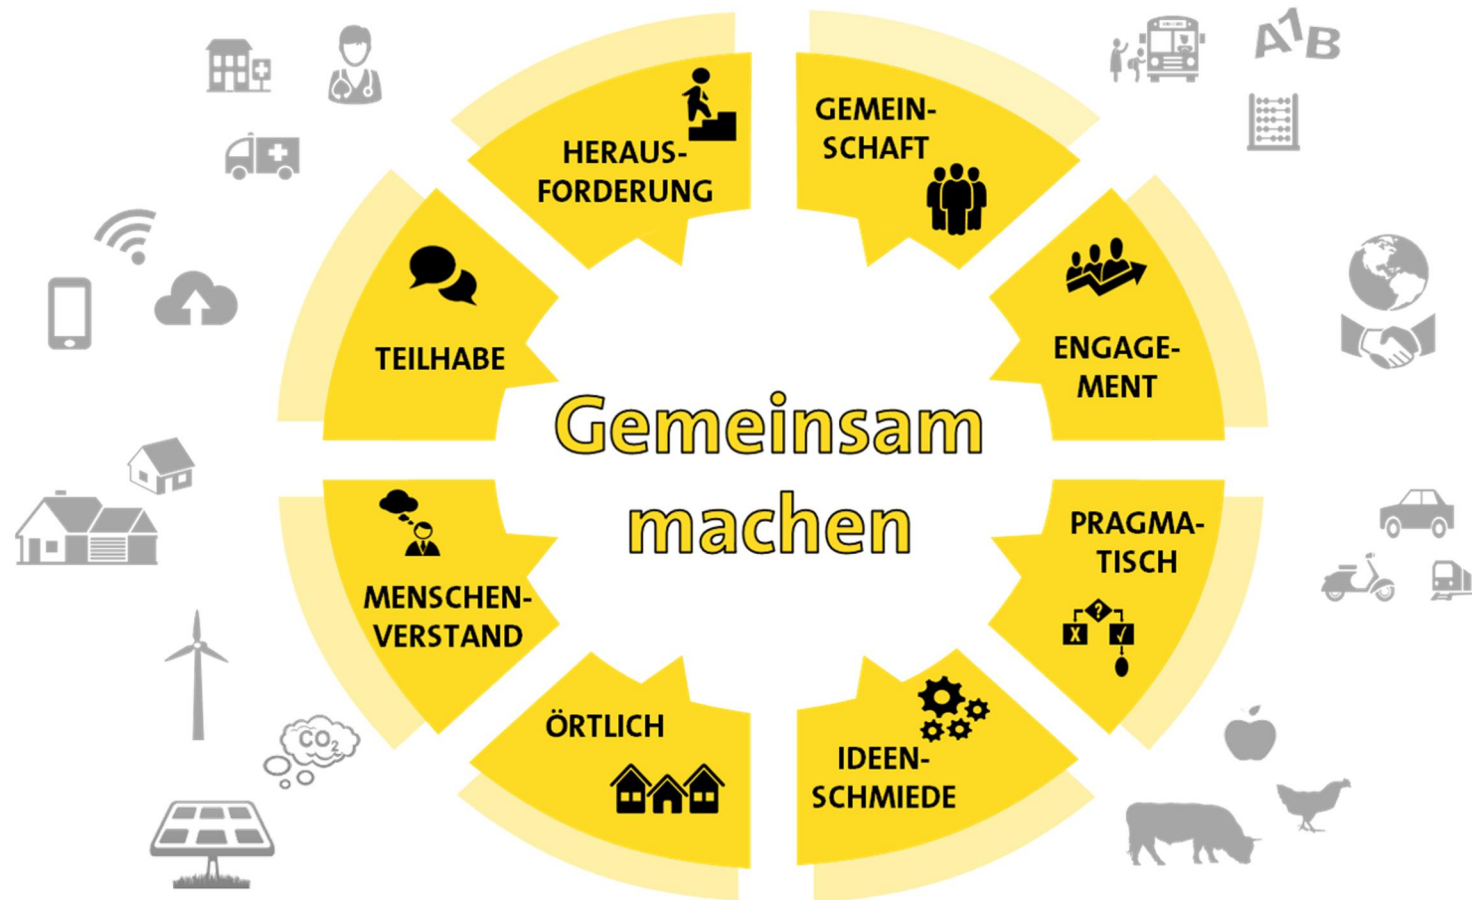 HERAUS-
FORDERUNG
GEMEIN-
SCHAFT
A1B
TEILHABE
ENGAGE-
MENT
Gemeinsam
machen
MENSCHEN-
VERSTAND
PRAGMA-
TISCH
?
X
ÖRTLICH
IDEEN-
SCHMIEDE
CO₂